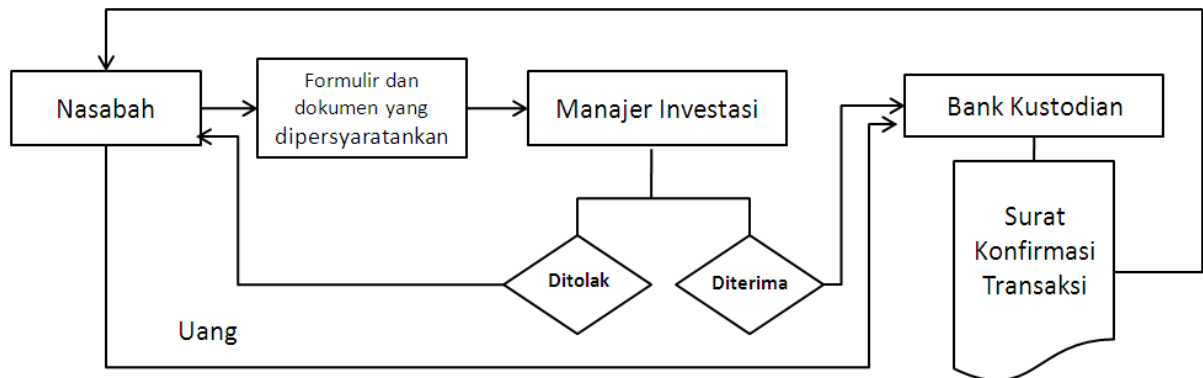 Nasabah
Formulir dan
dokumen yang
dipersyaratankan
Manajer Investasi
Bank Kustodian
Surat
Konfirmasi
Transaksi
Ditolak
Diterima
Uang